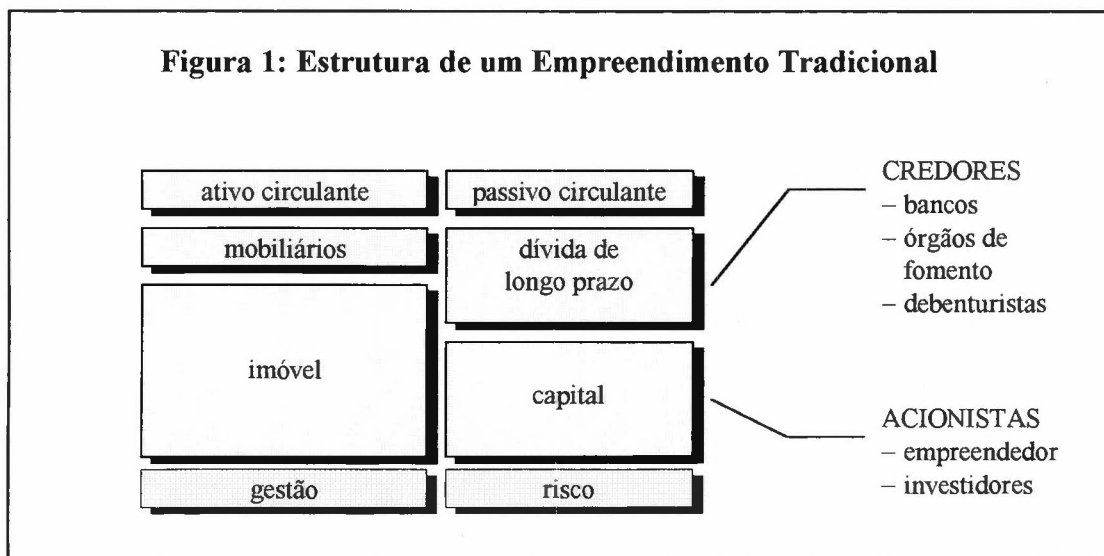 Figura 1: Estrutura de um Empreendimento Tradicional
ativo circulante
mobiliários
imóvel
gestão
passivo circulante
dívida de
longo prazo
capital
risco
CREDORES
– bancos
– órgãos de
fomento
– debenturistas
ACIONISTAS
– empreendedor
– investidores